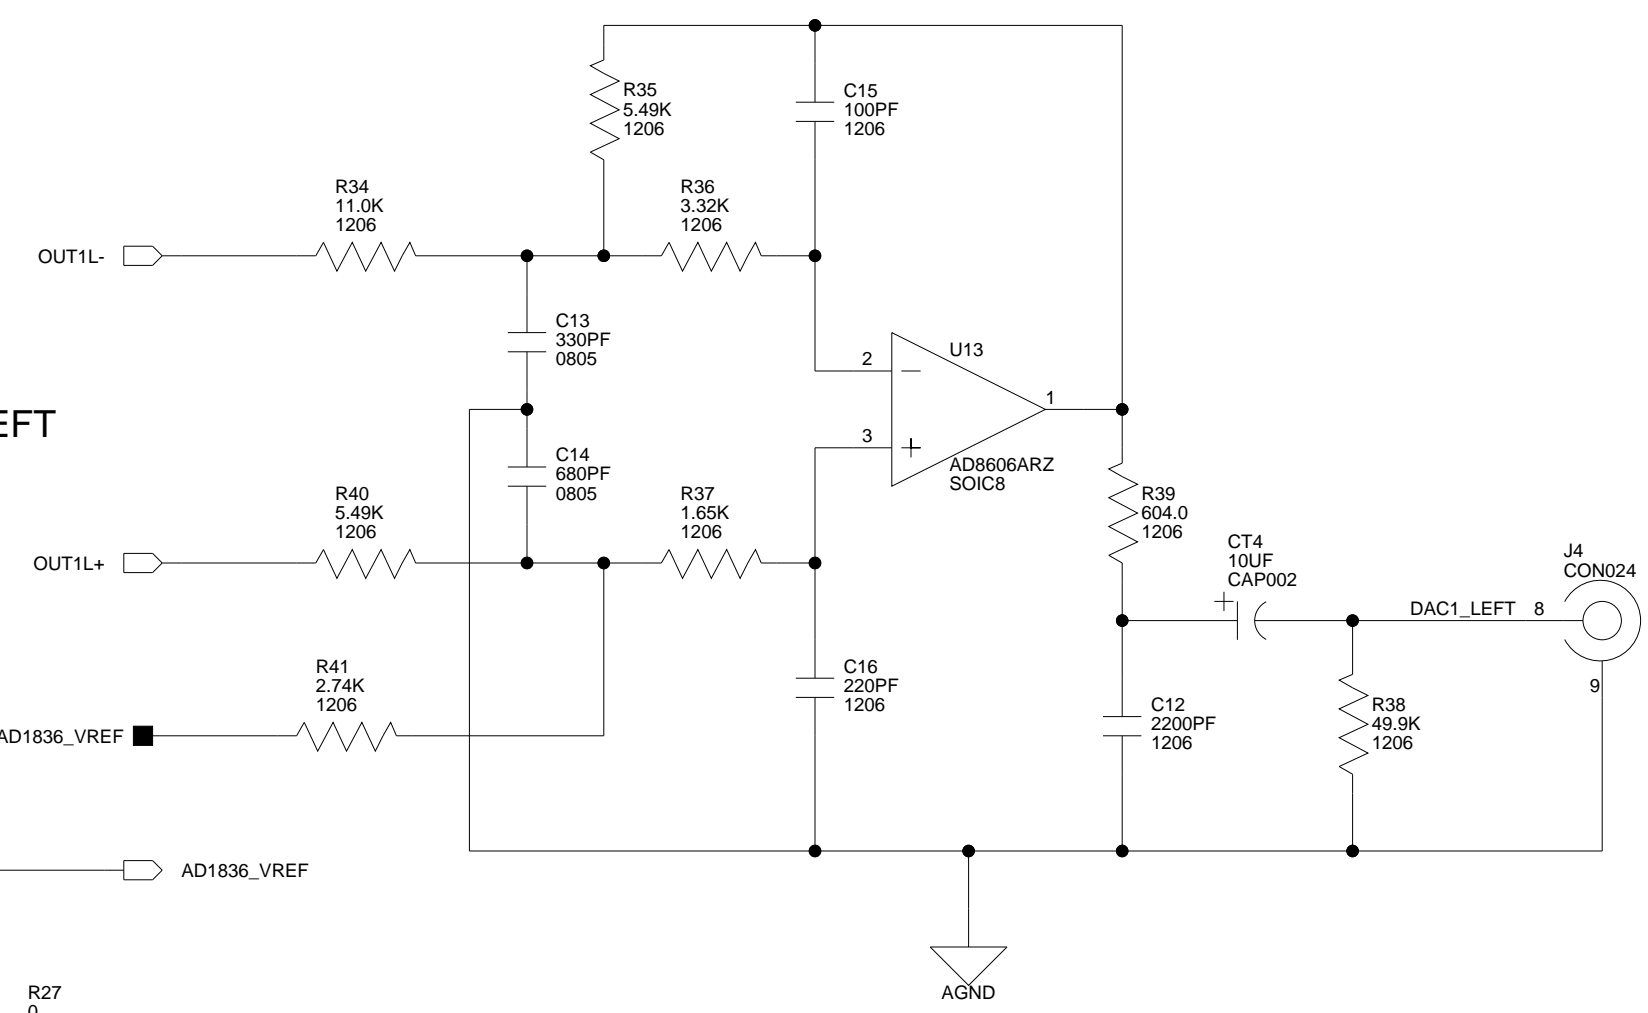 R35
5.49K
1206
C15
100PF
1206
R34
11.0K
1206
R36
3.32K
1206
OUT1L-
C13
330PF
0805
2
U13
1
EFT
3
AD8606ARZ
SOIC8
C14
680PF
0805
R40
5.49K
1206
R37
1.65K
1206
R39
604.0
1206
OUT1L+
CT4
10UF
CAP002
J4
CON024
DAC1_LEFT 8
9
R41
2.74K
1206
C16
220PF
1206
C12
2200PF
1206
R38
49.9K
1206
AD1836_VREF
AD1836_VREF
AGND
R27
0